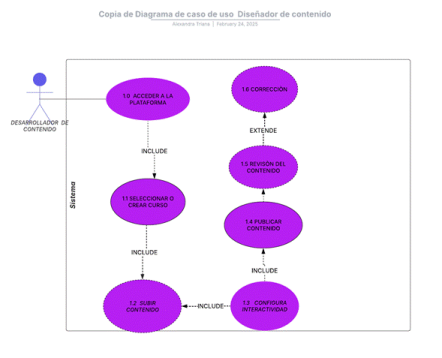 Copia de Diagrama de caso de uso Diseñador de contenido
Alexandra Triana | February 24, 2025
DESARROLLADOR DE
CONTENIDO
Sistema
1.0 ACCEDER A LA
PLATAFORMA
INCLUDE
1.1 SELECCIONAR O
CREAR CURSO
INCLUDE
1.2 SUBIR
CONTENIDO
INCLUDE
1.3 CONFIGURA
INTERACTIVIDAD
INCLUDE
1.4 PUBLICAR
CONTENIDO
1.5 REVISÓN DEL
CONTENIDO
EXTENDE
1.6 CORRECCIÓN